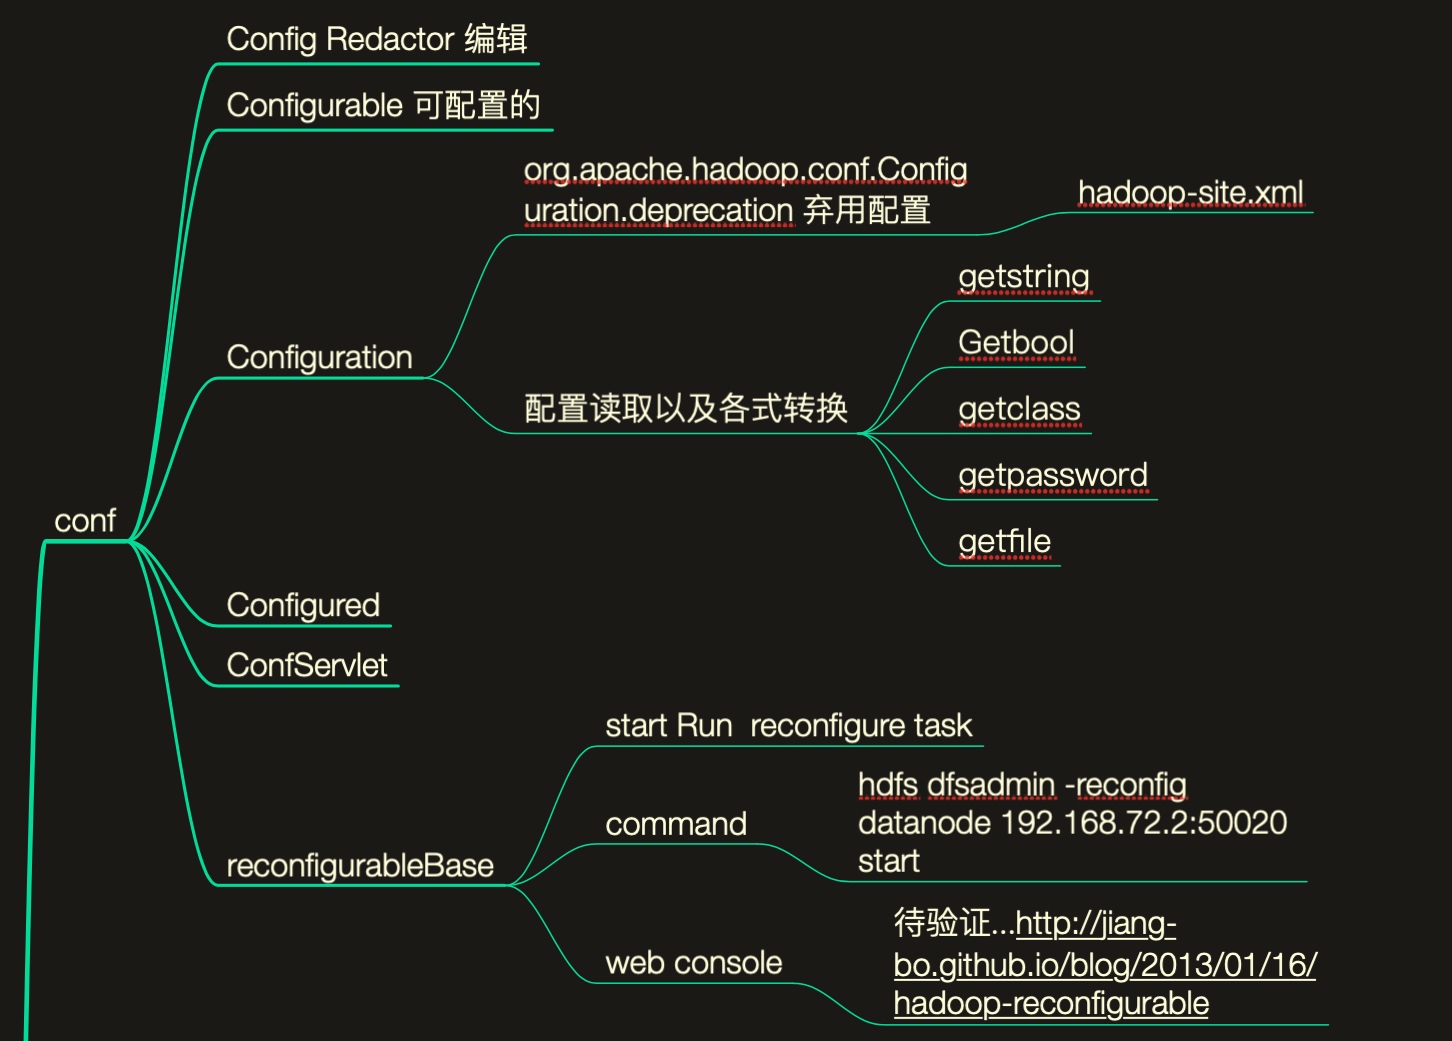 Config Redactor 编辑
Configurable 可配置的
org.apache.hadoop.conf.Config
uration.deprecation 弃用配置
hadoop-site.xml
getstring
Getbool
Configuration
配置读取以及各式转换
getclass
getpassword
getfile
conf
Configured
ConfServlet
start Run  reconfigure task
hdfs dfsadmin -reconfig
datanode 192.168.72.2:50020
start
command
reconfigurableBase
待验证...http://jiang-
bo.github.io/blog/2013/01/16/
hadoop-reconfigurable
web console